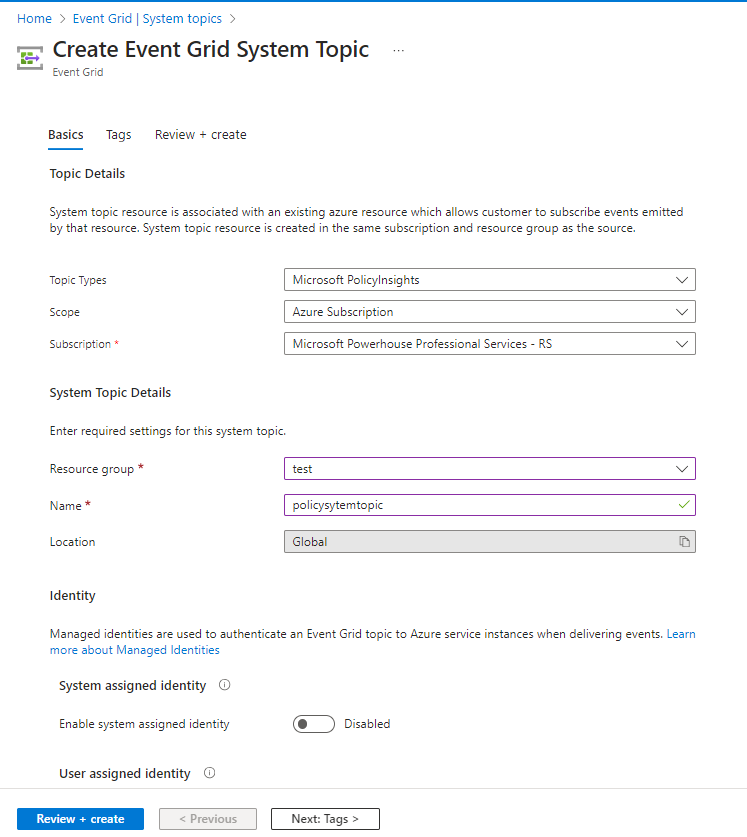 Home > Event Grid | System topics >
Create Event Grid System Topic ...
Event Grid
Basics Tags Review + create
Topic Details
System topic resource is associated with an existing azure resource which allows customer to subscribe events emitted
by that resource. System topic resource is created in the same subscription and resource group as the source.
Topic Types Microsoft PolicyInsights
Scope Azure Subscription
Subscription * Microsoft Powerhouse Professional Services - RS
System Topic Details
Enter required settings for this system topic.
Resource group * test
Name * policysytemtopic
Location Global
Identity
Managed identities are used to authenticate an Event Grid topic to Azure service instances when delivering events. Learn
more about Managed Identities
System assigned identity
Enable system assigned identity Disabled
User assigned identity
Review + create < Previous Next: Tags >